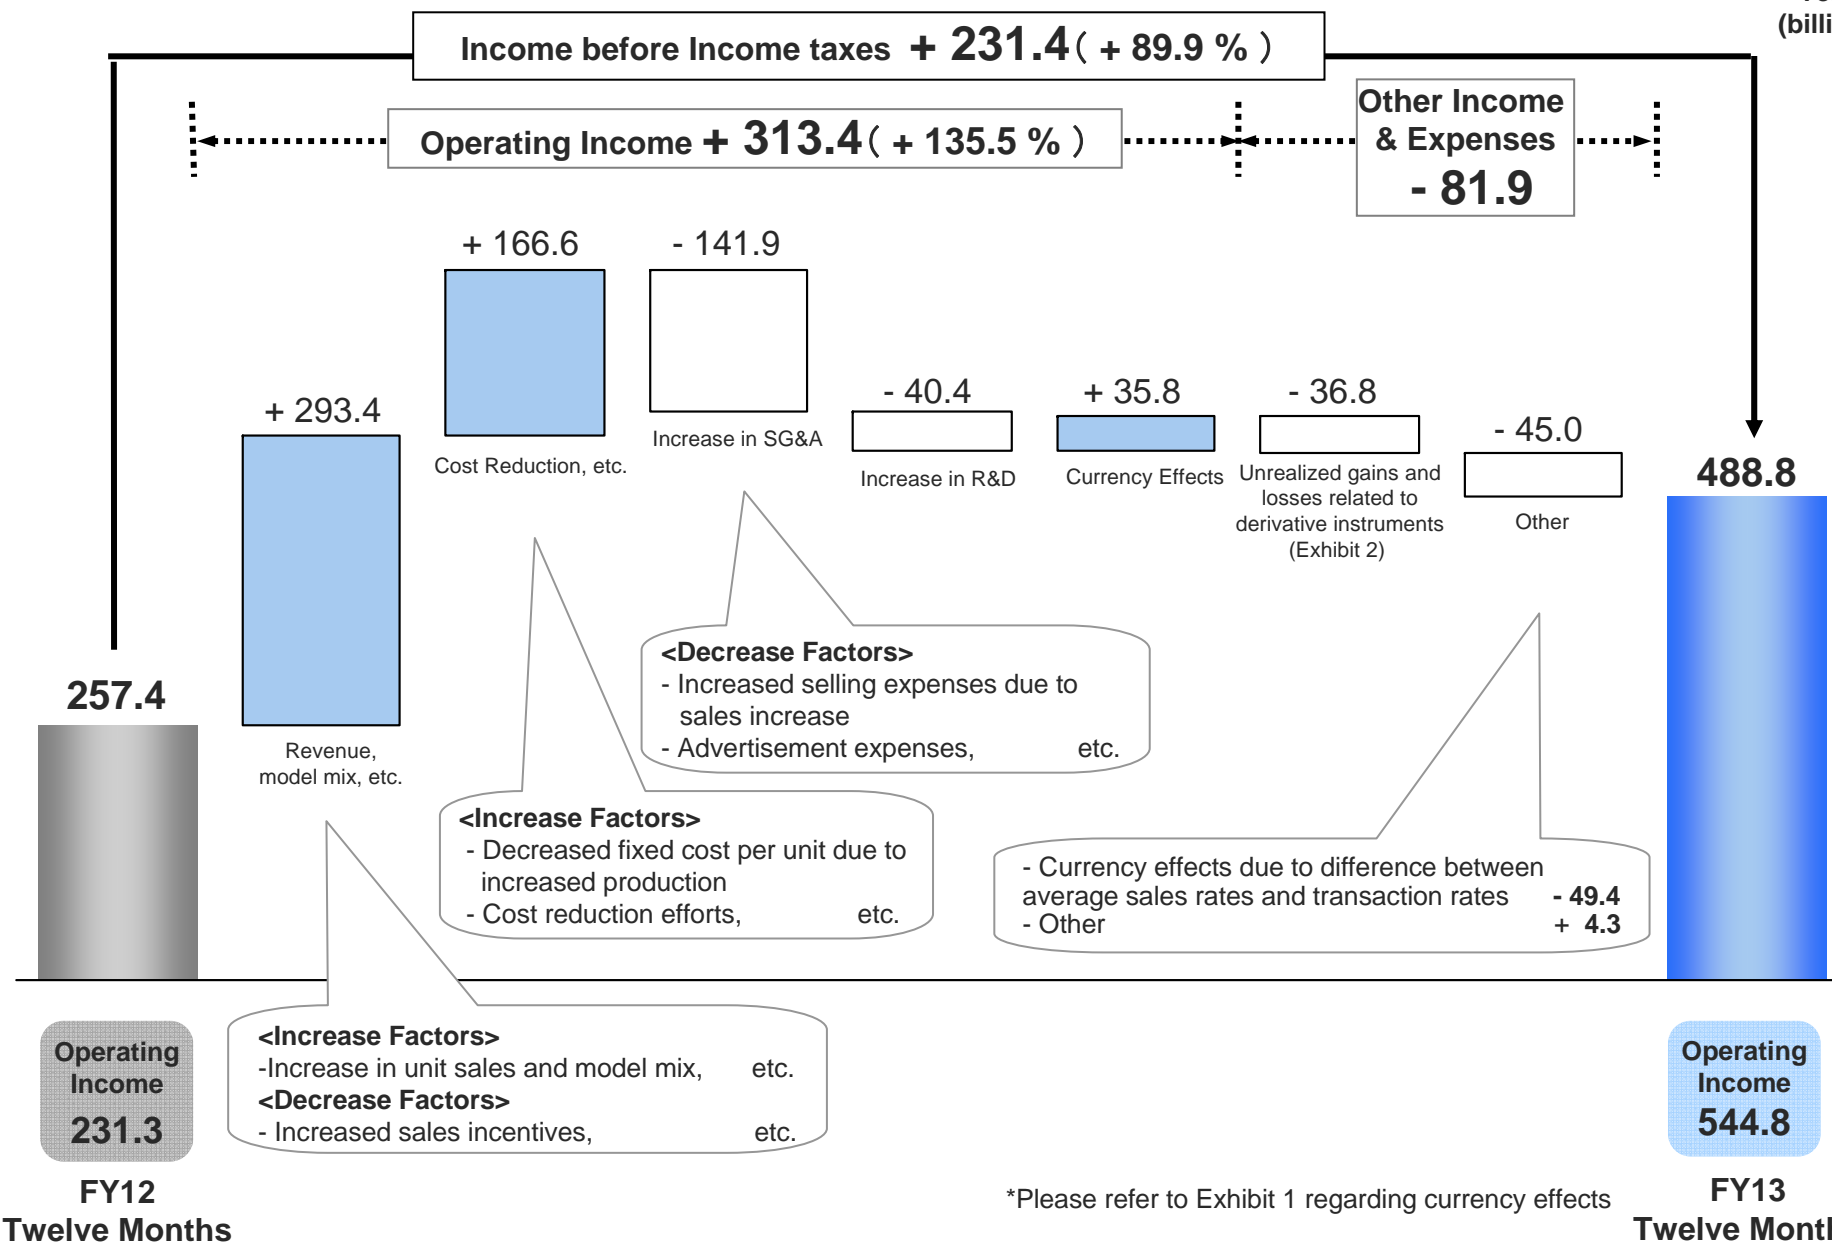 (billi
Income before Income taxes + 231.4 ( + 89.9 % )
Operating Income + 313.4 ( + 135.5 % )
Other Income
& Expenses
- 81.9
+ 166.6
- 141.9
+ 293.4
- 40.4
+ 35.8
- 36.8
- 45.0
Cost Reduction, etc.
Increase in SG&A
Increase in R&D
Currency Effects
Unrealized gains and
losses related to
derivative instruments
(Exhibit 2)
Other
488.8
257.4
Revenue,
model mix, etc.
<Decrease Factors>
- Increased selling expenses due to
sales increase
- Advertisement expenses, etc.
<Increase Factors>
- Decreased fixed cost per unit due to
increased production
- Cost reduction efforts, etc.
- Currency effects due to difference between
average sales rates and transaction rates - 49.4
- Other + 4.3
<Increase Factors>
-Increase in unit sales and model mix, etc.
<Decrease Factors>
- Increased sales incentives, etc.
Operating
Income
231.3
FY12
Twelve Months
Operating
Income
544.8
FY13
Twelve Month
*Please refer to Exhibit 1 regarding currency effects